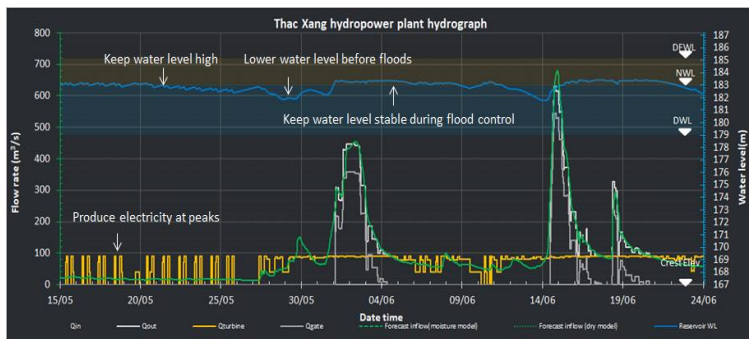 Thac Xang hydropower plant hydrograph
800
700
600
500
400
300
200
100
0
Flow rate (m³/s)
187
186
185
184
183
182
181
180
179
178
177
176
175
174
173
172
171
170
169
168
167
Water level(m)
Keep water level high
Lower water level before floods
Keep water level stable during flood control
Produce electricity at peaks
DFWL
NWL
DWL
Crest Elev
15/05
20/05
25/05
30/05
04/06
09/06
14/06
19/06
24/06
Date time
Qin
Qout
Qturbine
Qgate
Forecast inflow(moisture model)
Forecast inflow (dry model)
Reservoir WL